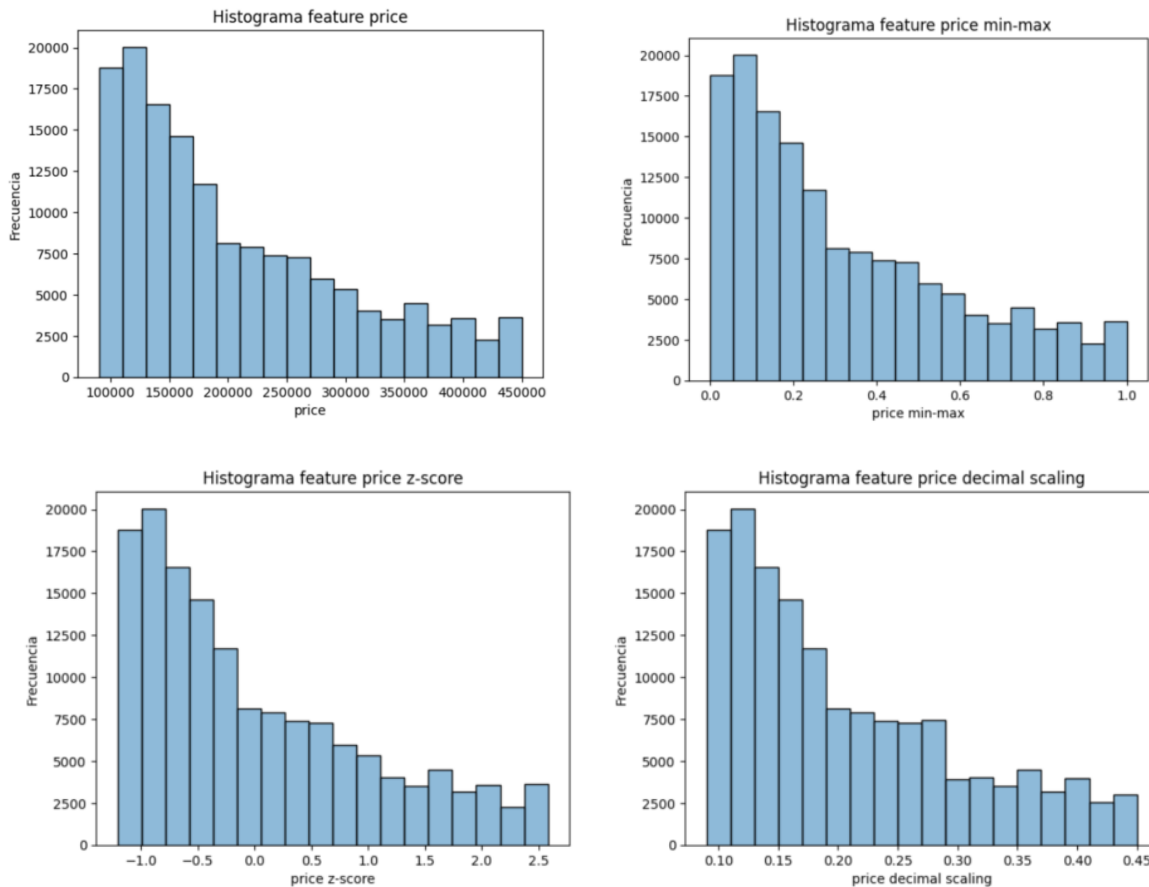 Histograma feature price
20000
17500
15000
12500
10000
7500
5000
2500
0
Frecuencia
100000 150000 200000 250000 300000 350000 400000 450000
price
Histograma feature price min-max
20000
17500
15000
12500
10000
7500
5000
2500
0
Frecuencia
0.0 0.2 0.4 0.6 0.8 1.0
price min-max
Histograma feature price z-score
20000
17500
15000
12500
10000
7500
5000
2500
0
Frecuencia
−1.0 −0.5 0.0 0.5 1.0 1.5 2.0 2.5
price z-score
Histograma feature price decimal scaling
20000
17500
15000
12500
10000
7500
5000
2500
0
Frecuencia
0.10 0.15 0.20 0.25 0.30 0.35 0.40 0.45
price decimal scaling